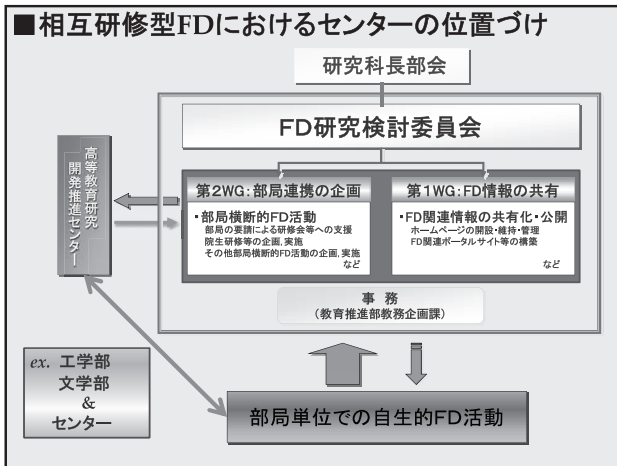 ■相互研修型FDにおけるセンターの位置づけ
研究科長部会
FD研究検討委員会
高等教育研究
開発推進センター
第2WG:部局連携の企画
・部局横断的FD活動
部局の要請による研修会等への支援
院生研修等の企画,実施
その他部局横断的FD活動の企画,実施
など
第1WG:FD情報の共有
・FD関連情報の共有化・公開
ホームページの開設・維持・管理
FD関連ポータルサイト等の構築
など
事 務
(教育推進部教務企画課)
ex. 工学部
文学部
&
センター
部局単位での自生的FD活動